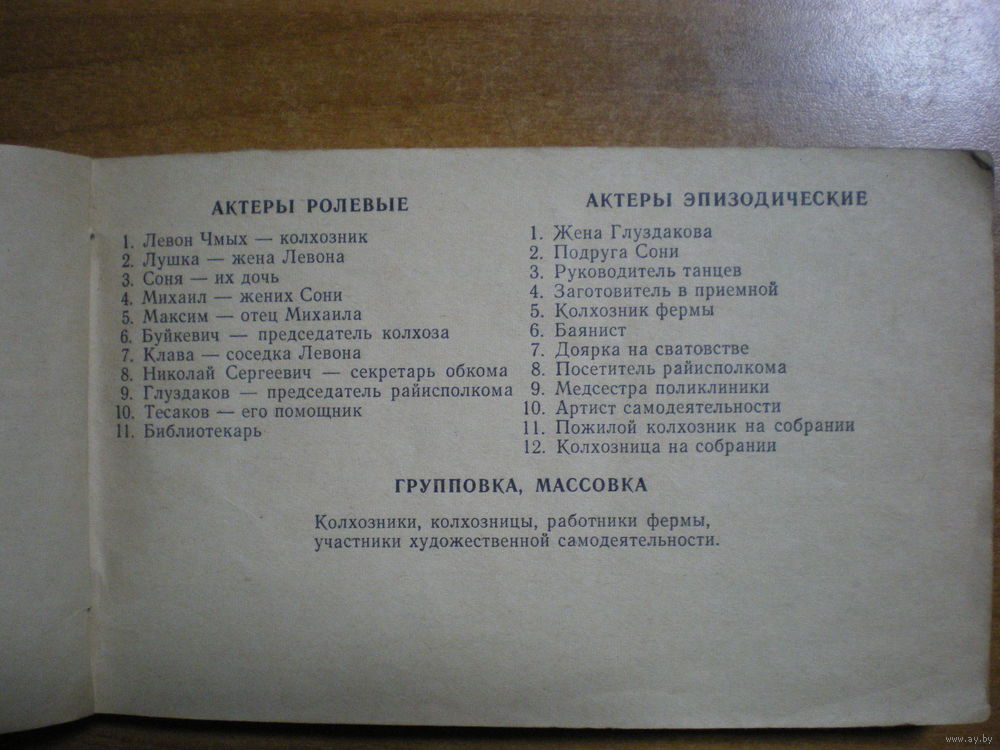 АКТЕРЫ РОЛЕВЫЕ
1. Левон Чмых — колхозник
2. Лушка — жена Левона
3. Соня — их дочь
4. Михаил — жених Сони
5. Максим — отец Михаила
6. Буйкевич — председатель колхоза
7. Клава — соседка Левона
8. Николай Сергеевич — секретарь обкома
9. Глуздаков — председатель райисполкома
10. Тесаков — его помощник
11. Библиотекарь
АКТЕРЫ ЭПИЗОДИЧЕСКИЕ
1. Жена Глуздакова
2. Подруга Сони
3. Руководитель танцев
4. Заготовитель в приемной
5. Колхозник фермы
6. Баянист
7. Доярка на сватовстве
8. Посетитель райисполкома
9. Медсестра поликлиники
10. Артист самодеятельности
11. Пожилой колхозник на собрании
12. Колхозница на собрании
ГРУППОВКА, МАССОВКА
Колхозники, колхозницы, работники фермы,
участники художественной самодеятельности.
www.ay.by